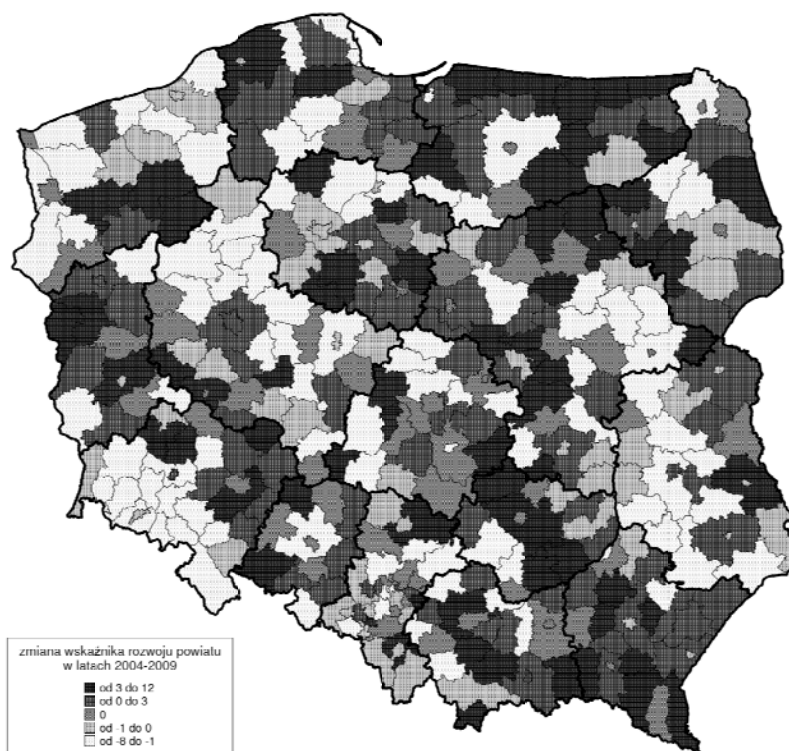 zmiana wskaźnika rozwoju powiatu
w latach 2004-2009
od 3 do 12
od 0 do 3
0
od -1 do 0
od -8 do -1